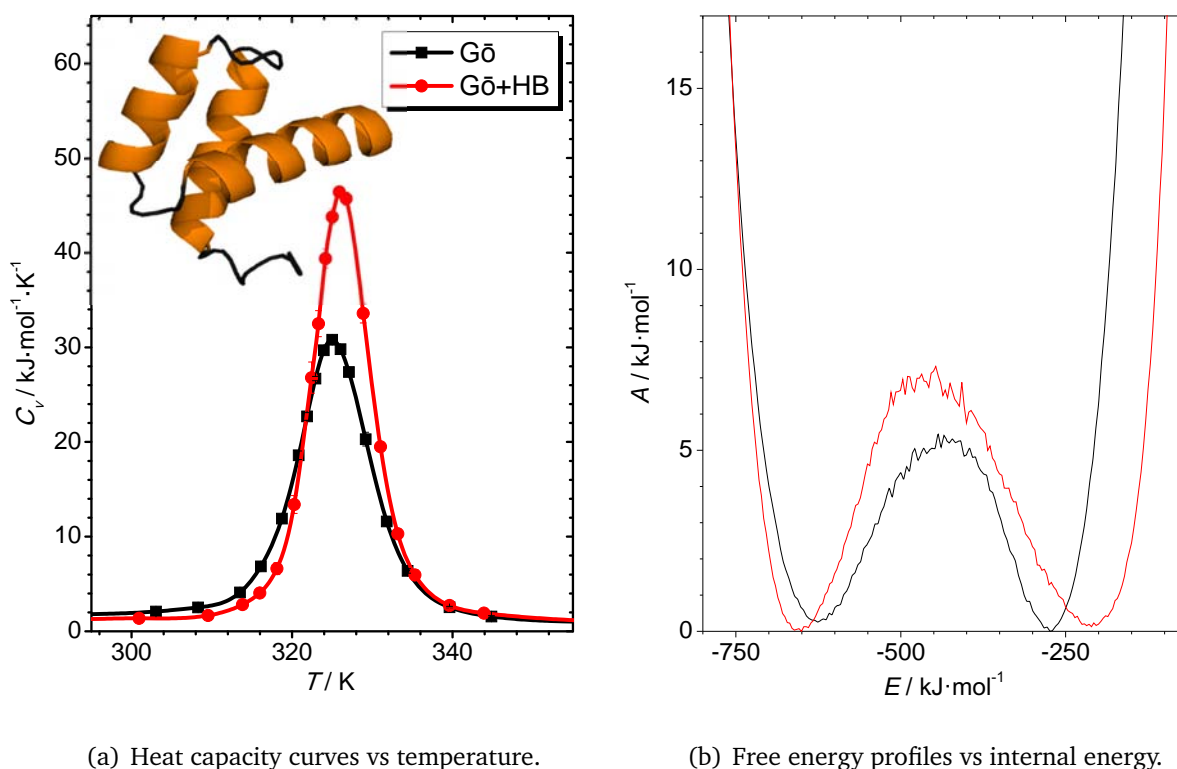 Gō
Gō+HB
60
50
40
30
20
10
0
C_v / kJ·mol⁻¹·K⁻¹
300
320
340
T / K
15
10
5
0
A / kJ·mol⁻¹
-750
-500
-250
E / kJ·mol⁻¹
(a) Heat capacity curves vs temperature.
(b) Free energy profiles vs internal energy.